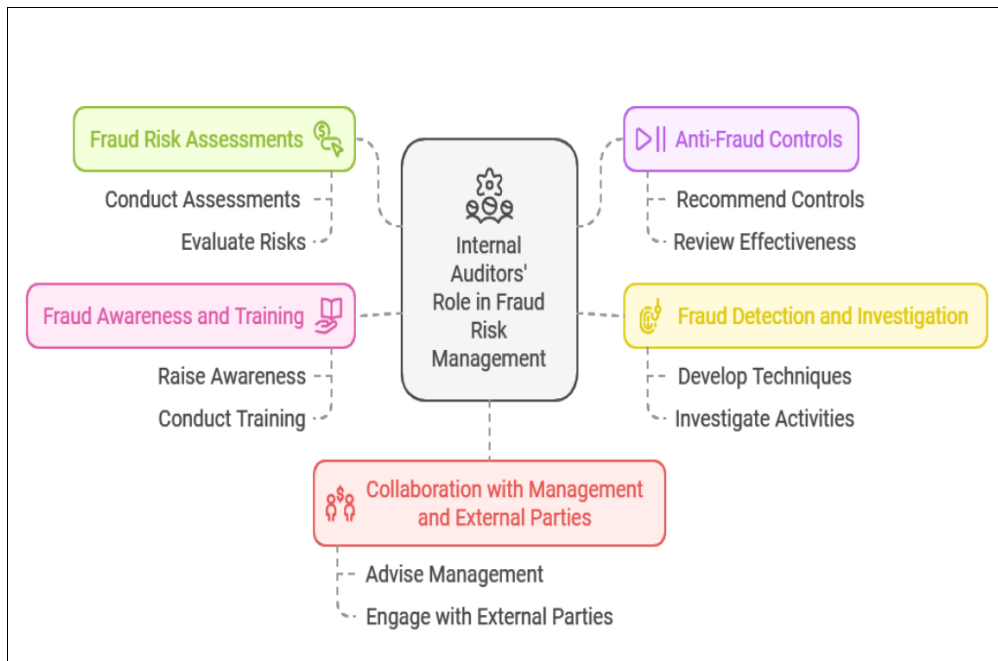 Fraud Risk Assessments
Conduct Assessments
Evaluate Risks
Fraud Awareness and Training
Raise Awareness
Conduct Training
Internal
Auditors'
Role in Fraud
Risk
Management
Anti-Fraud Controls
Recommend Controls
Review Effectiveness
Fraud Detection and Investigation
Develop Techniques
Investigate Activities
Collaboration with Management
and External Parties
Advise Management
Engage with External Parties